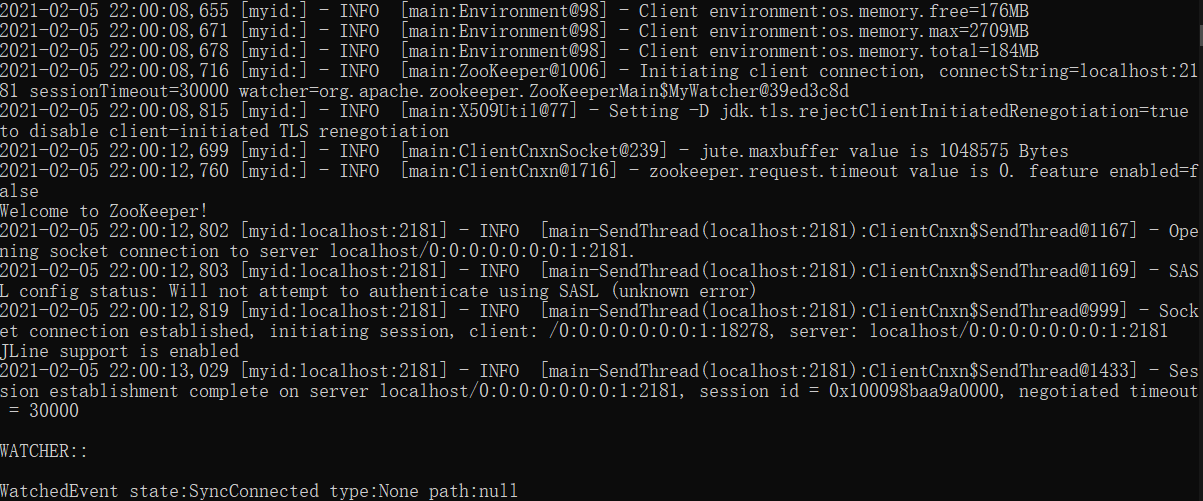 2021-02-05 22:00:08,655 [myid:] - INFO  [main:Environment@98] - Client environment:os.memory.free=176MB
2021-02-05 22:00:08,671 [myid:] - INFO  [main:Environment@98] - Client environment:os.memory.max=2709MB
2021-02-05 22:00:08,678 [myid:] - INFO  [main:Environment@98] - Client environment:os.memory.total=184MB
2021-02-05 22:00:08,716 [myid:] - INFO  [main:ZooKeeper@1006] - Initiating client connection, connectString=localhost:21
81 sessionTimeout=30000 watcher=org.apache.zookeeper.ZooKeeperMain$MyWatcher@39ed3c8d
2021-02-05 22:00:08,815 [myid:] - INFO  [main:X509Util@77] - Setting -D jdk.tls.rejectClientInitiatedRenegotiation=true
to disable client-initiated TLS renegotiation
2021-02-05 22:00:12,699 [myid:] - INFO  [main:ClientCnxnSocket@239] - jute.maxbuffer value is 1048575 Bytes
2021-02-05 22:00:12,760 [myid:] - INFO  [main:ClientCnxn@1716] - zookeeper.request.timeout value is 0. feature enabled=f
alse
Welcome to ZooKeeper!
2021-02-05 22:00:12,802 [myid:localhost:2181] - INFO  [main-SendThread(localhost:2181):ClientCnxn$SendThread@1167] - Ope
ning socket connection to server localhost/0:0:0:0:0:0:0:1:2181.
2021-02-05 22:00:12,803 [myid:localhost:2181] - INFO  [main-SendThread(localhost:2181):ClientCnxn$SendThread@1169] - SAS
L config status: Will not attempt to authenticate using SASL (unknown error)
2021-02-05 22:00:12,819 [myid:localhost:2181] - INFO  [main-SendThread(localhost:2181):ClientCnxn$SendThread@999] - Sock
et connection established, initiating session, client: /0:0:0:0:0:0:0:1:18278, server: localhost/0:0:0:0:0:0:0:1:2181
JLine support is enabled
2021-02-05 22:00:13,029 [myid:localhost:2181] - INFO  [main-SendThread(localhost:2181):ClientCnxn$SendThread@1433] - Ses
sion establishment complete on server localhost/0:0:0:0:0:0:0:1:2181, session id = 0x100098baa9a0000, negotiated timeout
 = 30000
WATCHER::
WatchedEvent state:SyncConnected type:None path:null